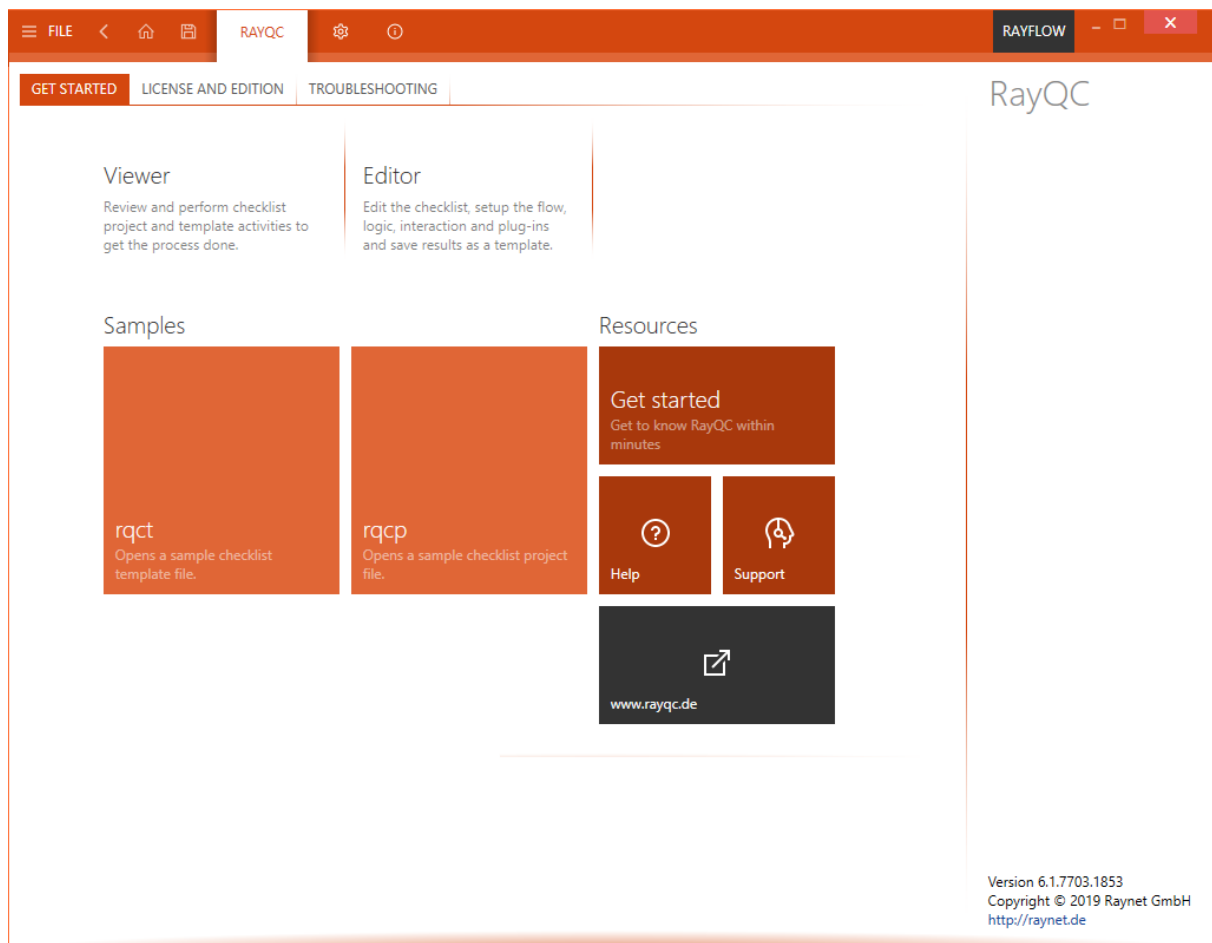 FILE
RAYQC
RAYFLOW
GET STARTED
LICENSE AND EDITION
TROUBLESHOOTING
RayQC
Viewer
Review and perform checklist
project and template activities to
get the process done.
Editor
Edit the checklist, setup the flow,
logic, interaction and plug-ins
and save results as a template.
Samples
rqct
Opens a sample checklist
template file.
rqcp
Opens a sample checklist project
file.
Resources
Get started
Get to know RayQC within
minutes
Help
Support
www.rayqc.de
Version 6.1.7703.1853
Copyright © 2019 Raynet GmbH
http://raynet.de